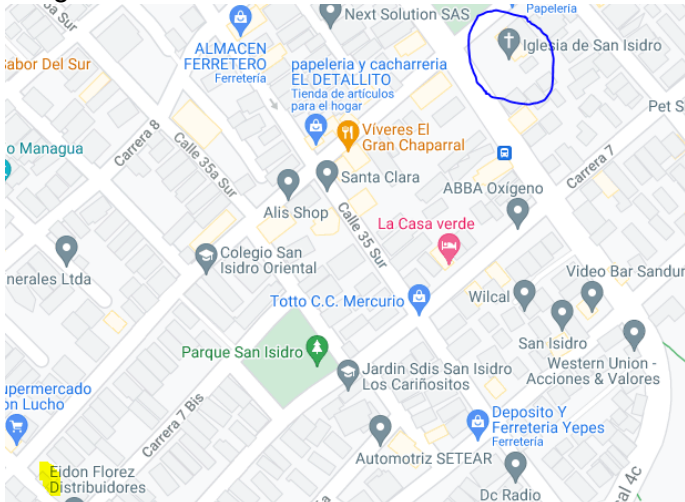 Next Solution SAS
Papelería
Iglesia de San Isidro
ALMACEN
FERRETERO
Ferretería
papeleria y cacharreria
EL DETALLITO
Tienda de artículos
para el hogar
abor Del Sur
Pet S
Víveres El
Gran Chaparral
o Managua
Carrera 8
Calle 35a Sur
Carrera 7
Santa Clara
ABBA Oxígeno
Alis Shop
Calle 35 Sur
La Casa verde
Colegio San
Isidro Oriental
nerales Ltda
Video Bar Sandun
Totto C.C. Mercurio
Wilcal
San Isidro
Parque San Isidro
Western Union -
Acciones & Valores
Jardin Sdis San Isidro
Los Cariñositos
upermercado
on Lucho
Carrera 7 Bis
Deposito Y
Ferreteria Yepes
Ferretería
Automotriz SETEAR
Eidon Florez
Distribuidores
Dc Radio
al 4c